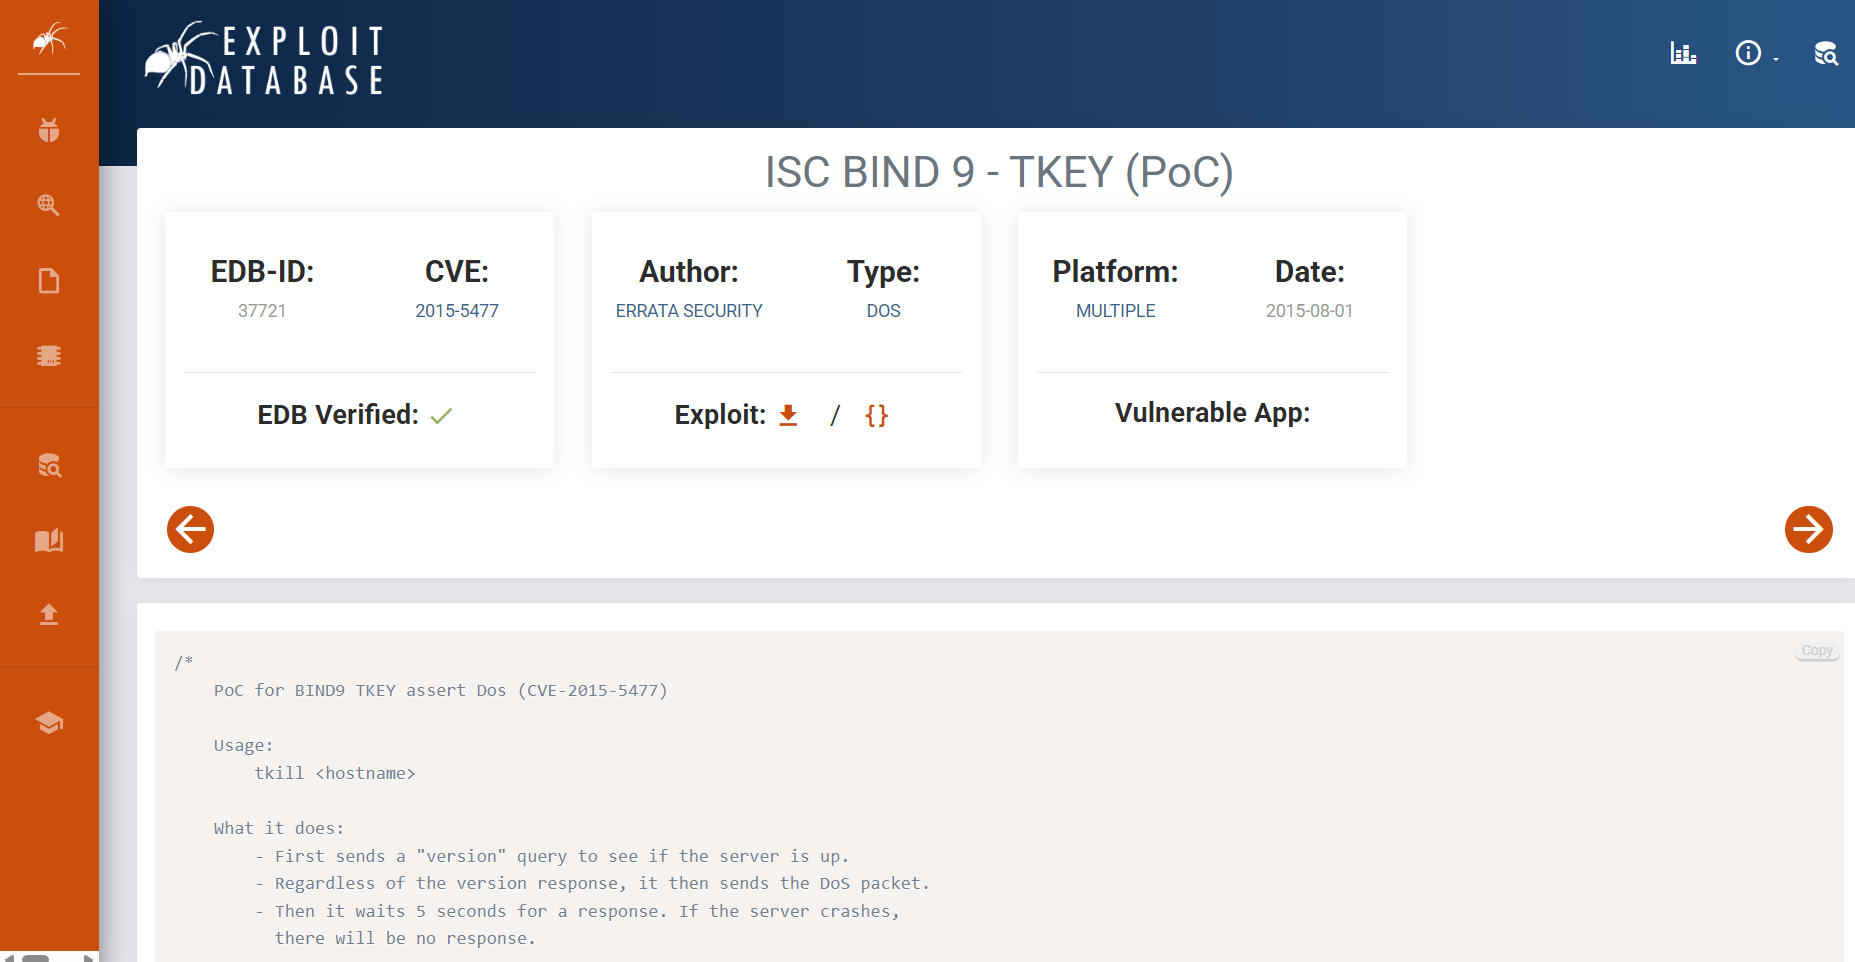 EXPLOIT
DATABASE
ISC BIND 9 - TKEY (PoC)
EDB-ID:
37721
CVE:
2015-5477
EDB Verified:
Author:
ERRATA SECURITY
Type:
DOS
Exploit: / {}
Platform:
MULTIPLE
Date:
2015-08-01
Vulnerable App:
Copy
/*
PoC for BIND9 TKEY assert Dos (CVE-2015-5477)
Usage:
tkill <hostname>
What it does:
- First sends a "version" query to see if the server is up.
- Regardless of the version response, it then sends the DoS packet.
- Then it waits 5 seconds for a response. If the server crashes,
there will be no response.